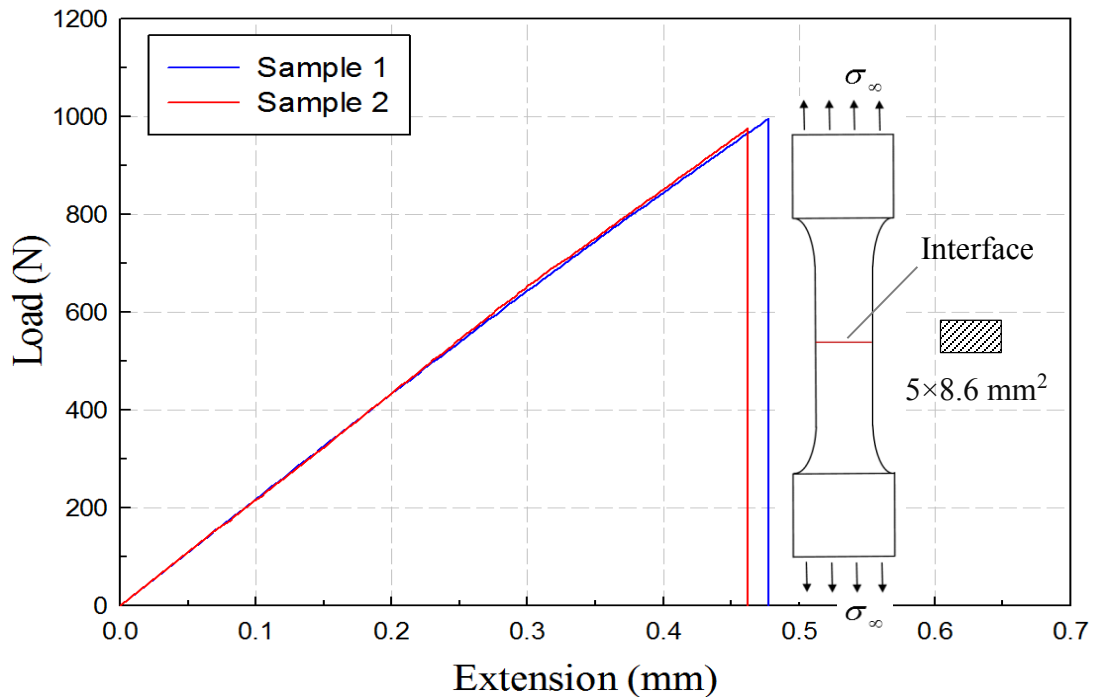 1200
1000
800
600
400
200
0
Load (N)
Sample 1
Sample 2
σ∞
Interface
5×8.6 mm²
σ∞
0.0 0.1 0.2 0.3 0.4 0.5 0.6 0.7
Extension (mm)